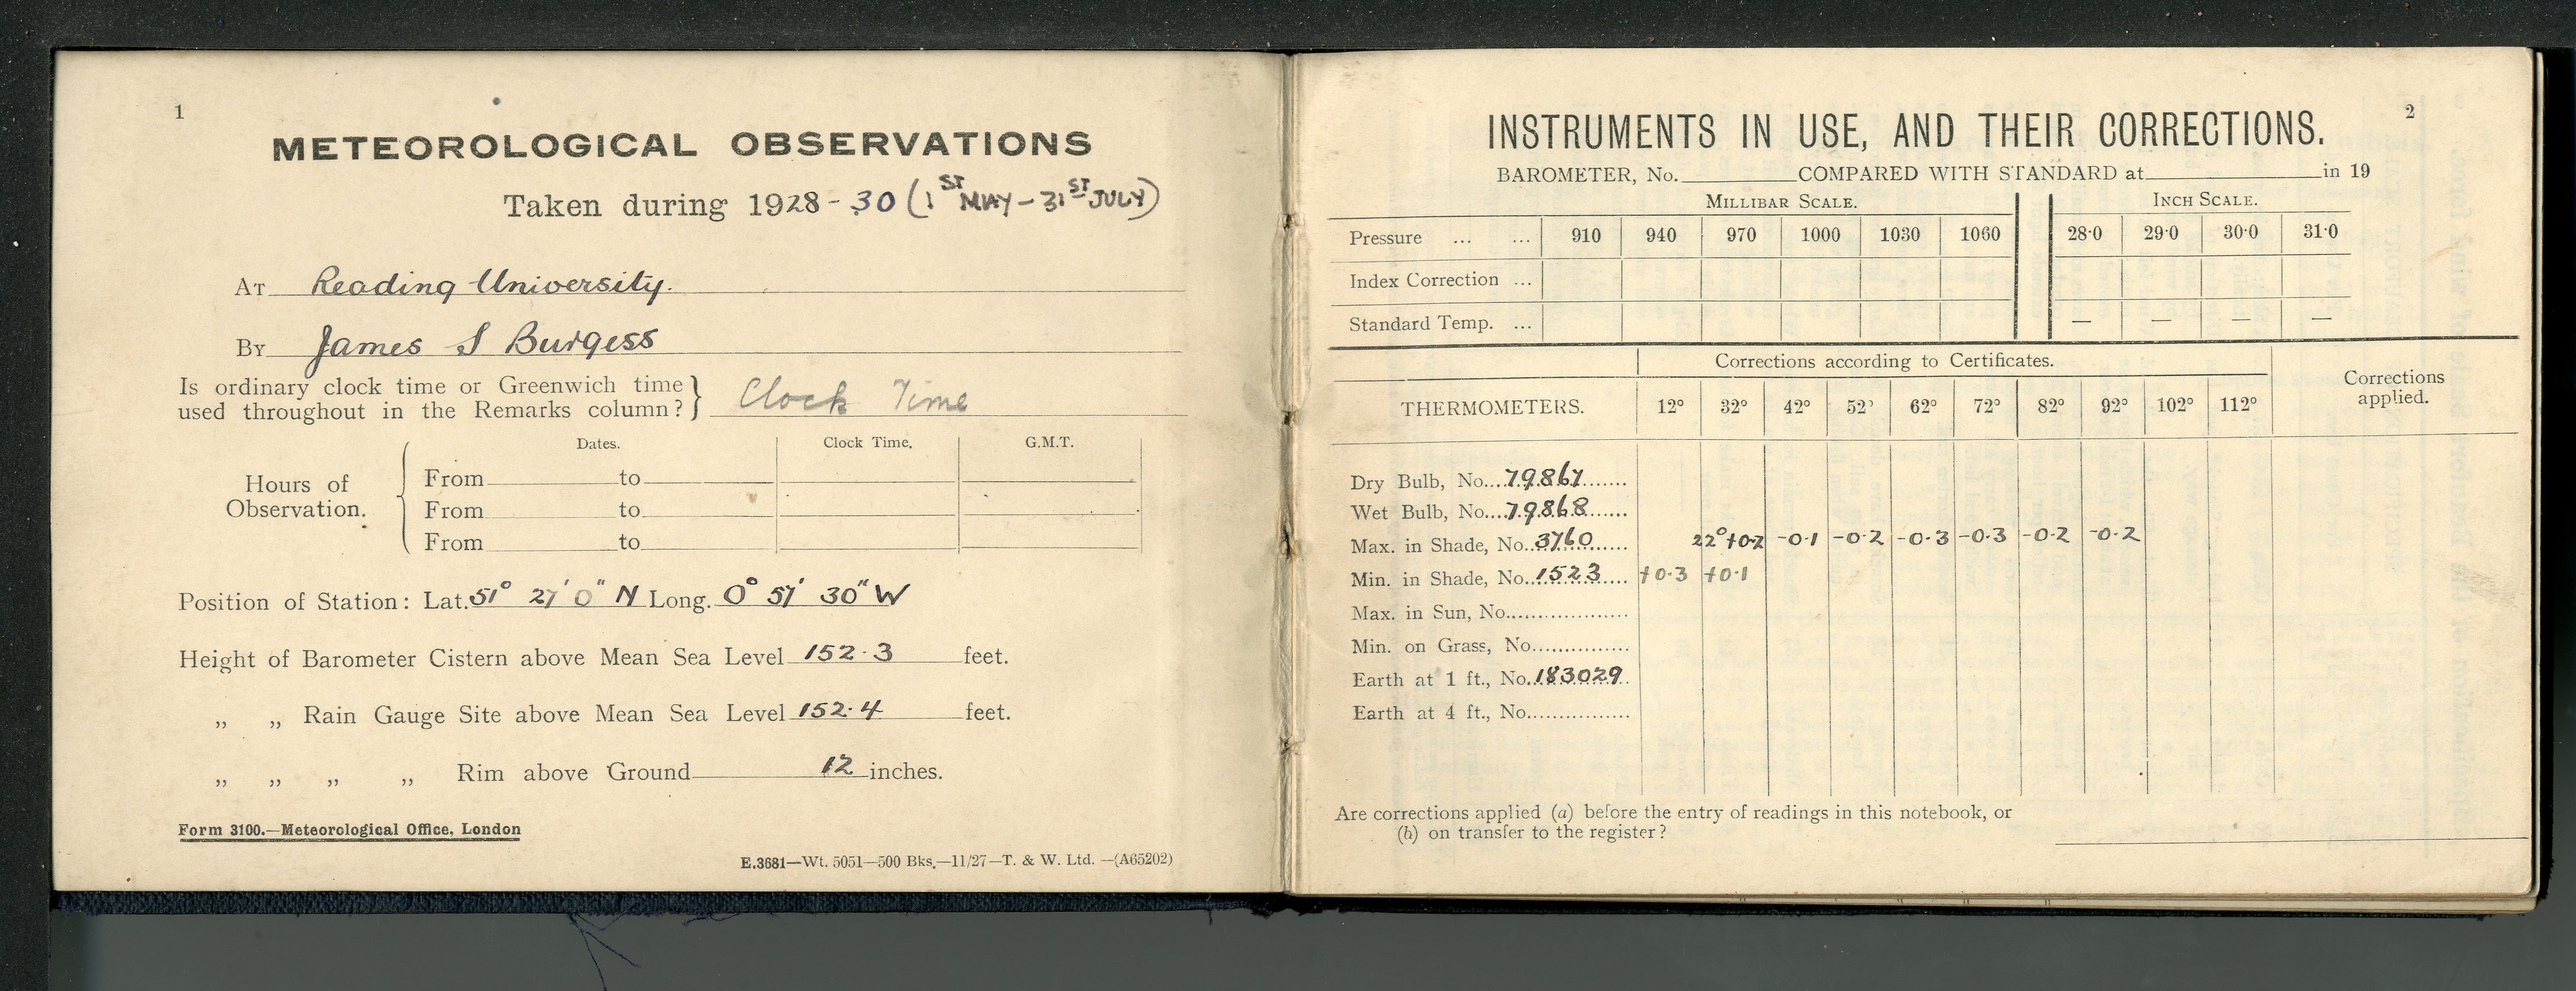 1
METEOROLOGICAL OBSERVATIONS
Taken during 1928-30 (1ST MAY - 31ST JULY)
AT Reading University.
BY James S Burgess
Is ordinary clock time or Greenwich time
used throughout in the Remarks column? } Clock Time
Dates. Clock Time. G.M.T.
Hours of Observation.
From to
From to
From to
Position of Station: Lat. 51° 27' 0" N Long. 0° 57' 30" W
Height of Barometer Cistern above Mean Sea Level 152.3 feet.
„ „ Rain Gauge Site above Mean Sea Level 152.4 feet.
„ „ „ „ Rim above Ground 12 inches.
Form 3100.—Meteorological Office, London
E.3681—Wt. 5051—500 Bks.—11/27—T. & W. Ltd. —(A65202)
2
INSTRUMENTS IN USE, AND THEIR CORRECTIONS.
BAROMETER, No. COMPARED WITH STANDARD at in 19
MILLIBAR SCALE. INCH SCALE.
Pressure ... ... 910 940 970 1000 1030 1060 28·0 29·0 30·0 31·0
Index Correction ...
Standard Temp. ... — — — —
Corrections according to Certificates.
Corrections applied.
THERMOMETERS. 12° 32° 42° 52° 62° 72° 82° 92° 102° 112°
Dry Bulb, No. 79867
Wet Bulb, No. 79868
Max. in Shade, No. 3760 22° +0.2 -0.1 -0.2 -0.3 -0.3 -0.2 -0.2
Min. in Shade, No. 1523 +0.3 +0.1
Max. in Sun, No.
Min. on Grass, No.
Earth at 1 ft., No. 183029
Earth at 4 ft., No.
Are corrections applied (a) before the entry of readings in this notebook, or
(b) on transfer to the register?